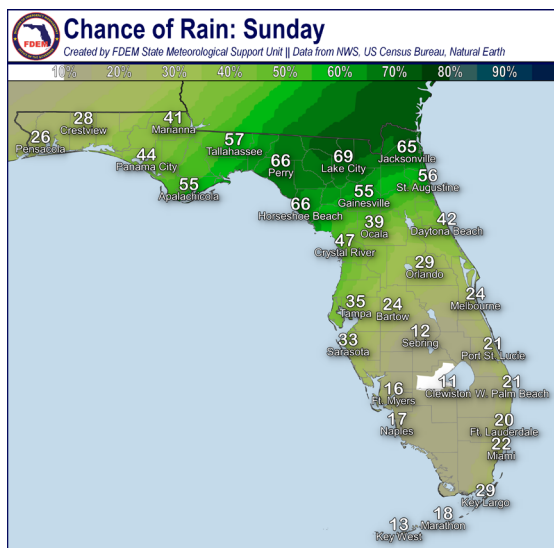 Chance of Rain: Sunday
Created by FDEM State Meteorological Support Unit || Data from NWS, US Census Bureau, Natural Earth
FDEM
10% 20% 30% 40% 50% 60% 70% 80% 90%
28
Crestview
41
Marianna
26
Pensacola
44
Panama City
57
Tallahassee
55
Apalachicola
66
Perry
69
Lake City
65
Jacksonville
56
St. Augustine
66
Horseshoe Beach
55
Gainesville
39
Ocala
42
Daytona Beach
47
Crystal River
29
Orlando
35
Tampa
24
Bartow
24
Melbourne
12
Sebring
33
Sarasota
21
Port St. Lucie
16
Ft. Myers
11
Clewiston
21
W. Palm Beach
17
Naples
20
Ft. Lauderdale
22
Miami
29
Key Largo
18
Marathon
13
Key West